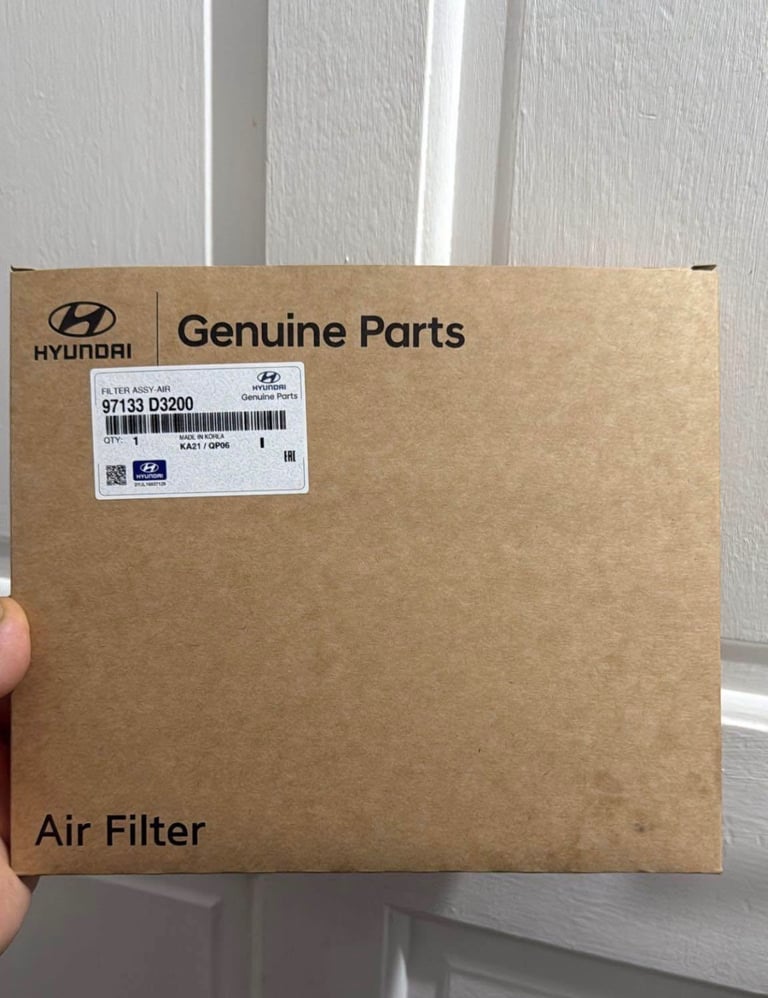 HYUNDAI
Genuine Parts
FILTER ASSY-AIR
97133 D3200
HYUNDAI
Genuine Parts
QTY: 1
MADE IN KOREA
KA21 / QP06
EAC
HYUNDAI
Air Filter